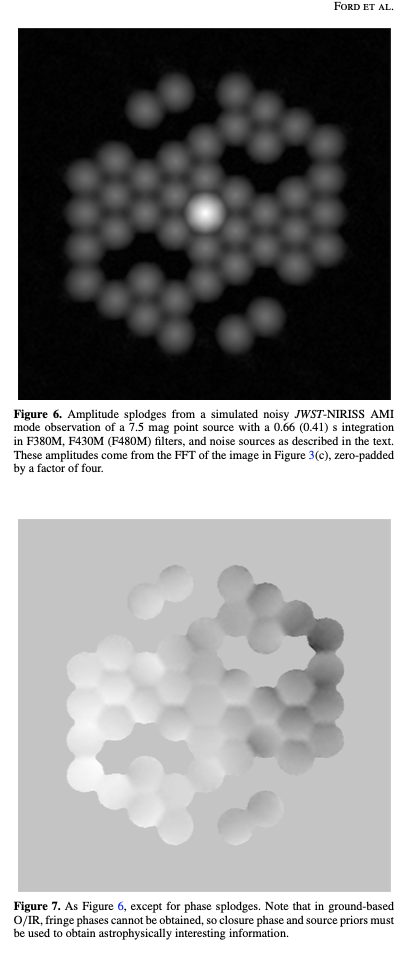 FORD ET AL.
Figure 6. Amplitude splodges from a simulated noisy JWST-NIRISS AMI
mode observation of a 7.5 mag point source with a 0.66 (0.41) s integration
in F380M, F430M (F480M) filters, and noise sources as described in the text.
These amplitudes come from the FFT of the image in Figure 3(c), zero-padded
by a factor of four.
Figure 7. As Figure 6, except for phase splodges. Note that in ground-based
O/IR, fringe phases cannot be obtained, so closure phase and source priors must
be used to obtain astrophysically interesting information.